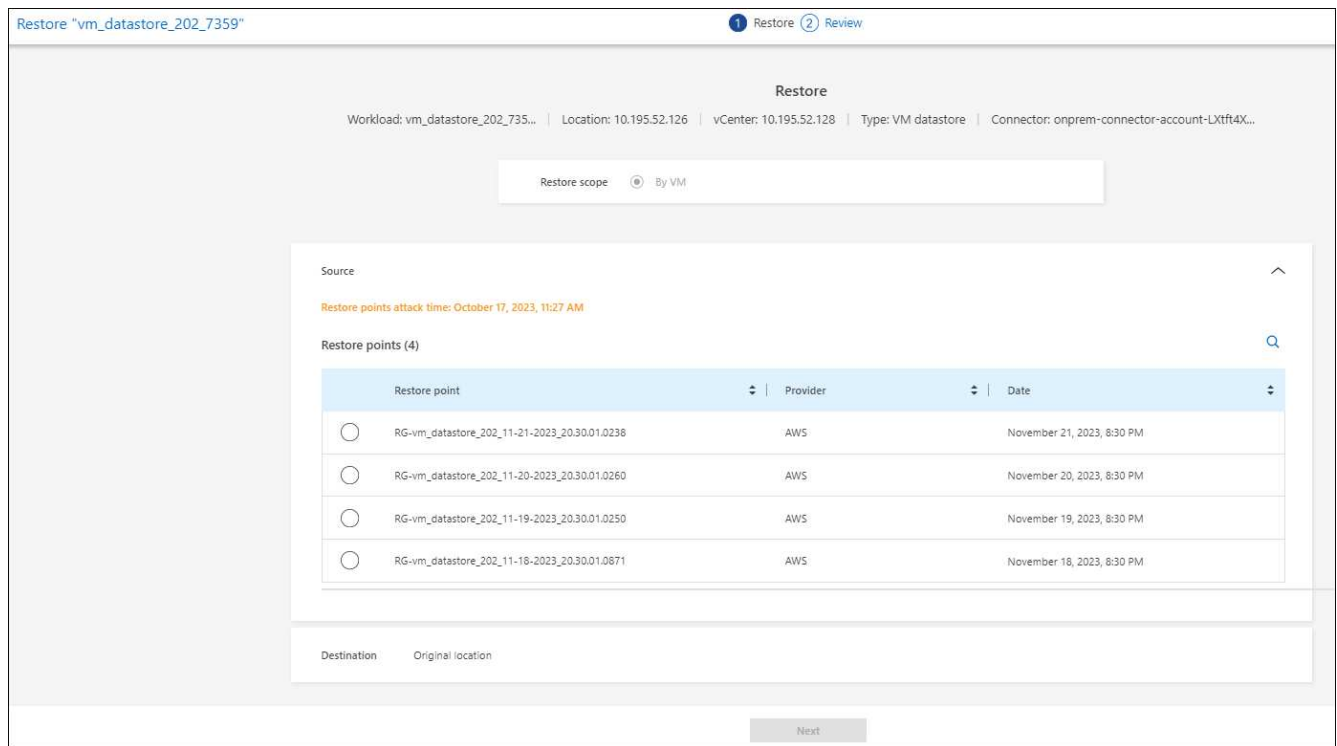 Restore "vm_datastore_202_7359"
1 Restore 2 Review
Restore
Workload: vm_datastore_202_735... | Location: 10.195.52.126 | vCenter: 10.195.52.128 | Type: VM datastore | Connector: onprem-connector-account-LXtft4X...
Restore scope By VM
Source
Restore points attack time: October 17, 2023, 11:27 AM
Restore points (4)
Restore point Provider Date
RG-vm_datastore_202_11-21-2023_20.30.01.0238 AWS November 21, 2023, 8:30 PM
RG-vm_datastore_202_11-20-2023_20.30.01.0260 AWS November 20, 2023, 8:30 PM
RG-vm_datastore_202_11-19-2023_20.30.01.0250 AWS November 19, 2023, 8:30 PM
RG-vm_datastore_202_11-18-2023_20.30.01.0871 AWS November 18, 2023, 8:30 PM
Destination Original location
Next